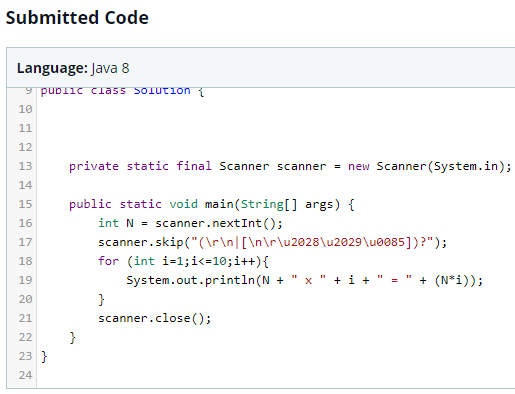 Submitted Code
Language: Java 8
9 public class Solution {
10
11
12
13     private static final Scanner scanner = new Scanner(System.in);
14
15     public static void main(String[] args) {
16         int N = scanner.nextInt();
17         scanner.skip("(\r\n|[\n\r\u2028\u2029\u0085])?");
18         for (int i=1;i<=10;i++){
19             System.out.println(N + " x " + i + " = " + (N*i));
20         }
21         scanner.close();
22     }
23 }
24